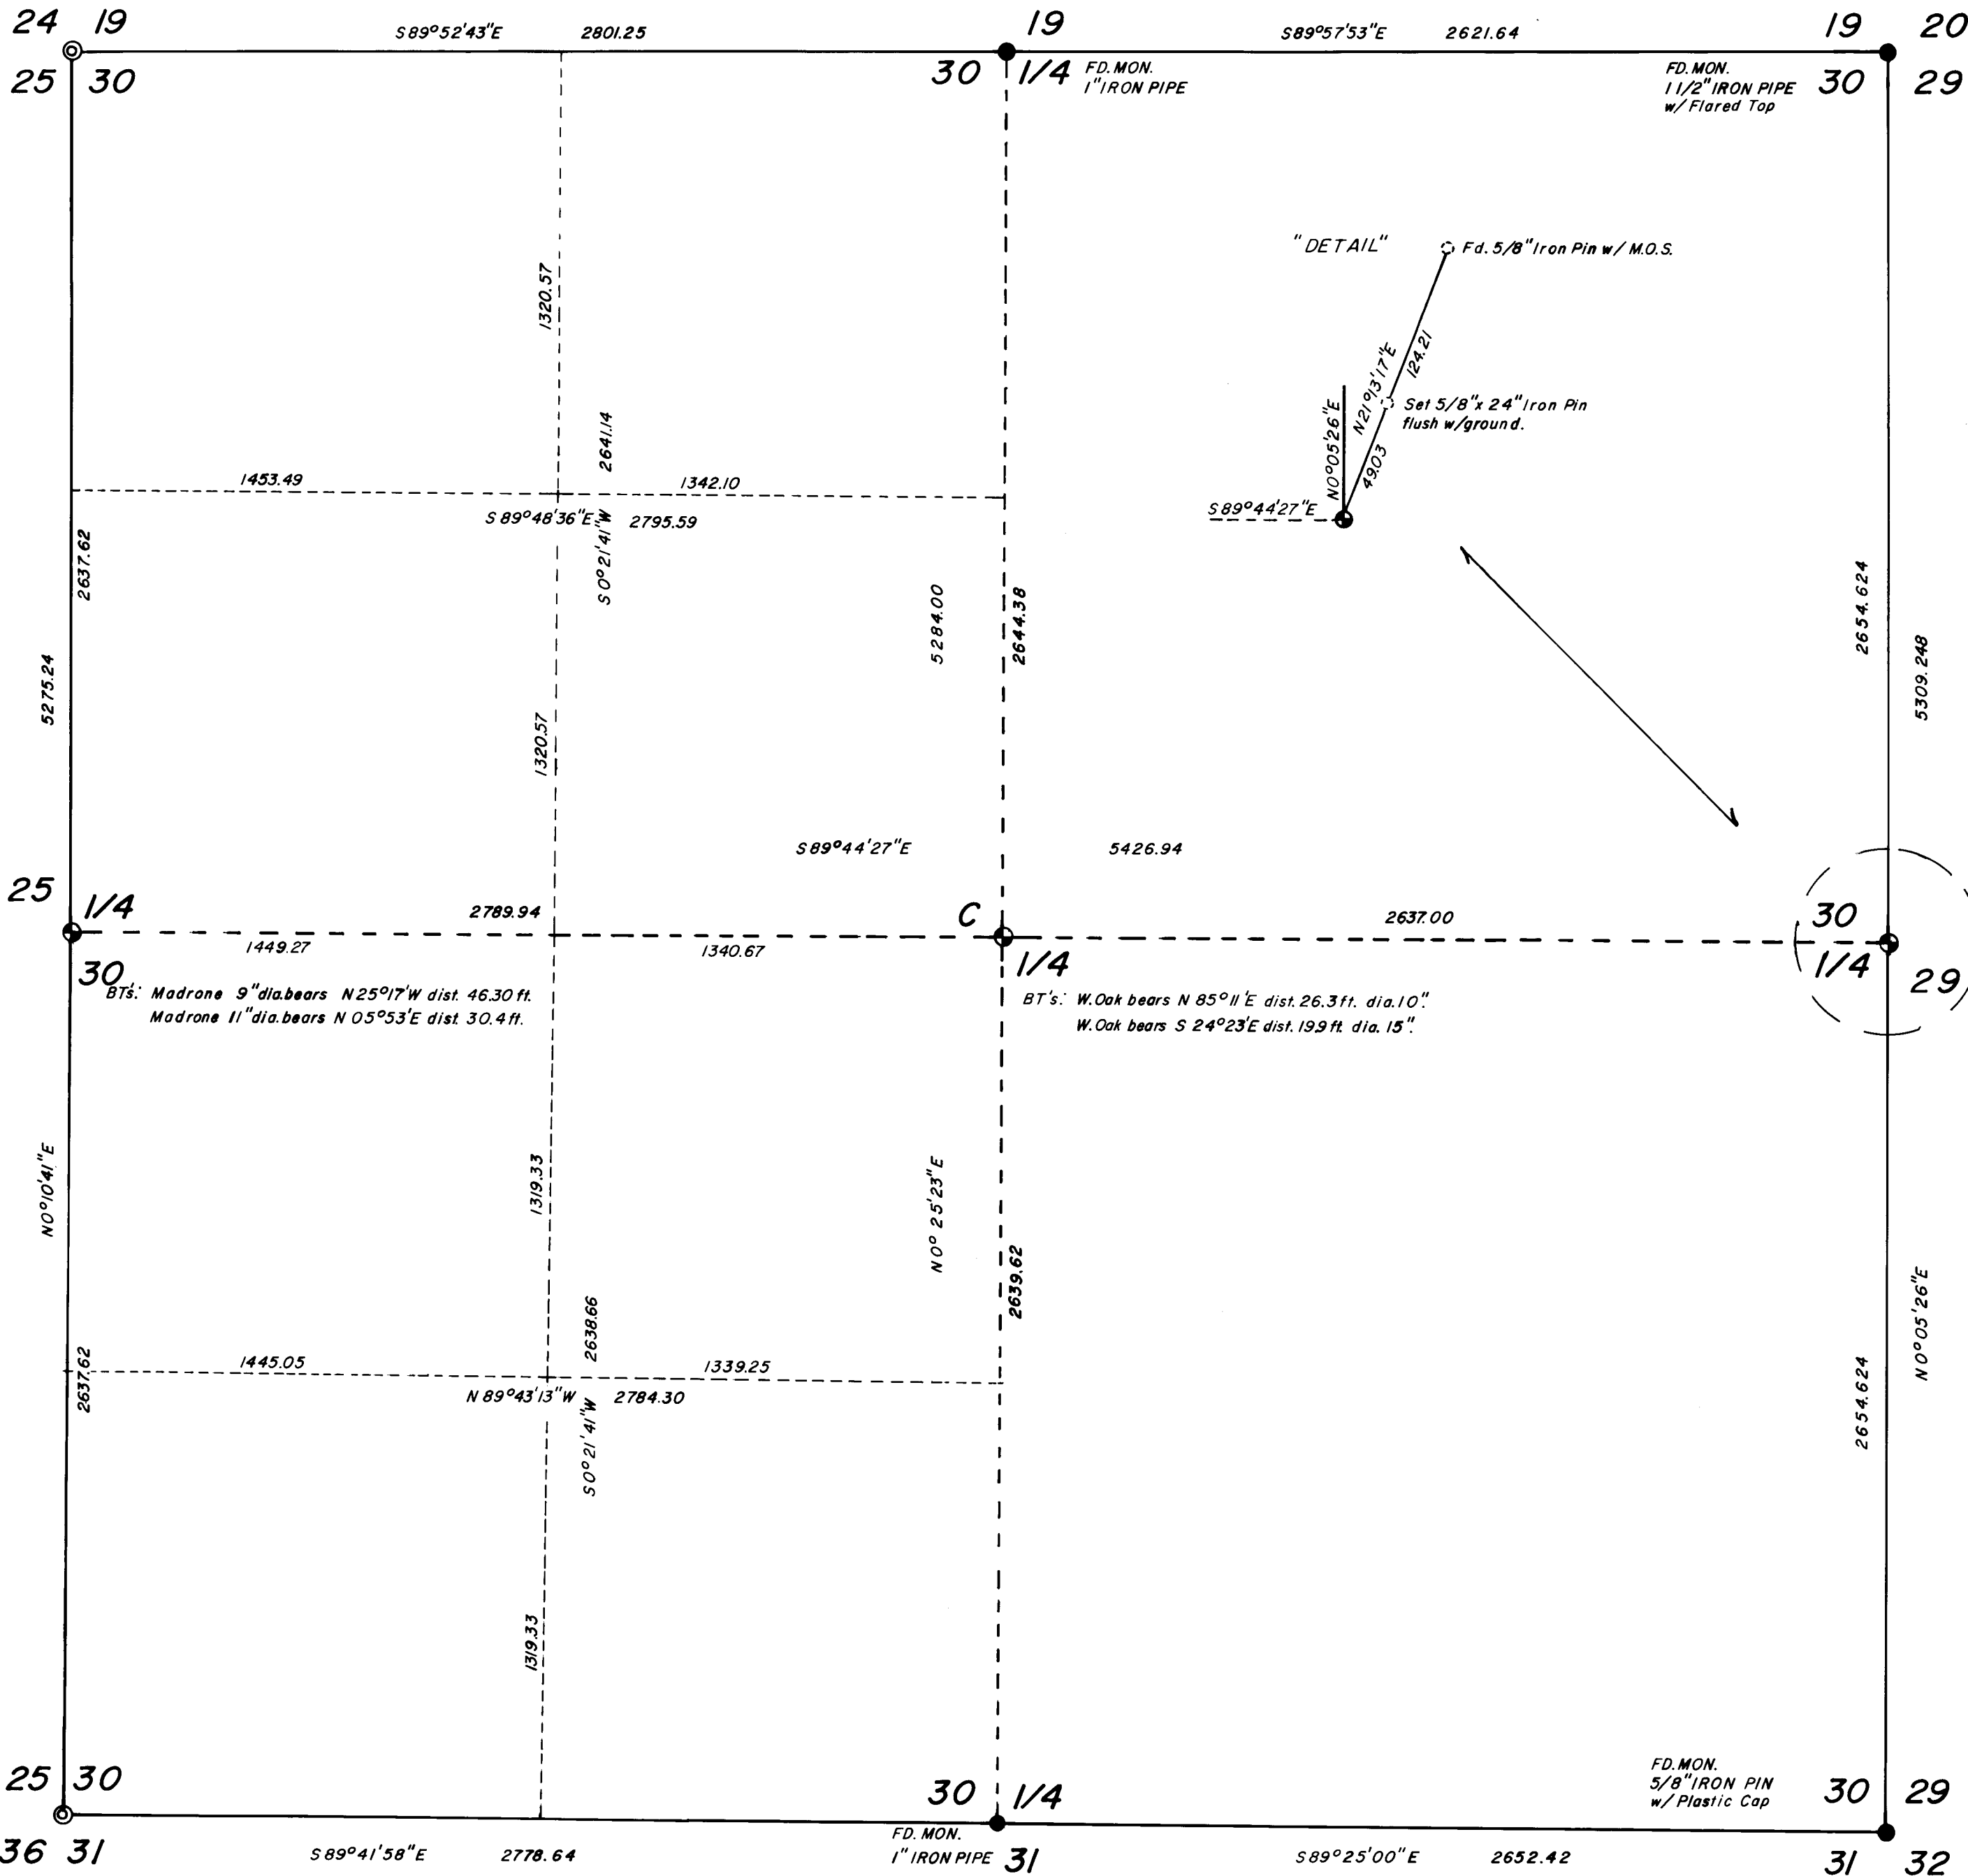 24 19 S89°52'43"E 2801.25 19 S89°57'53"E 2621.64 19 20
25 30 30 1/4 FD. MON. 30 29
1" IRON PIPE
FD. MON.
1 1/2" IRON PIPE
w/ Flared Top
"DETAIL"
Fd. 5/8" Iron Pin w/ M.O.S.
124.21
N21°13'17"E
Set 5/8" x 24" Iron Pin
flush w/ground.
N0°05'26"E
49.03
S89°44'27"E
1320.57
2641.14
1453.49 1342.10
S89°48'36"E 2795.59
S0°21'41"W
2637.62
5275.24
5284.00
2644.38
2654.624
5309.248
1320.57
S89°44'27"E 5426.94
25 1/4 2789.94 C 2637.00 30
1449.27 1340.67
30 1/4 1/4 29
BT's: Madrone 9" dia. bears N25°17'W dist. 46.30 ft.
Madrone 11" dia. bears N 05°53'E dist. 30.4 ft.
BT's: W.Oak bears N 85°11'E dist. 26.3 ft. dia. 10".
W.Oak bears S 24°23'E dist. 19.9 ft. dia. 15".
N0°10'41"E
1319.33
N0°25'23"E
2639.62
N0°05'26"E
2638.66
1445.05 1339.25
2637.62
N89°43'13"W 2784.30
S0°21'41"W
2654.624
1319.33
25 30 30 1/4 30 29
FD. MON.
5/8" IRON PIN
w/ Plastic Cap
36 31 S89°41'58"E 2778.64
FD. MON.
1" IRON PIPE
31 S89°25'00"E 2652.42 31 32